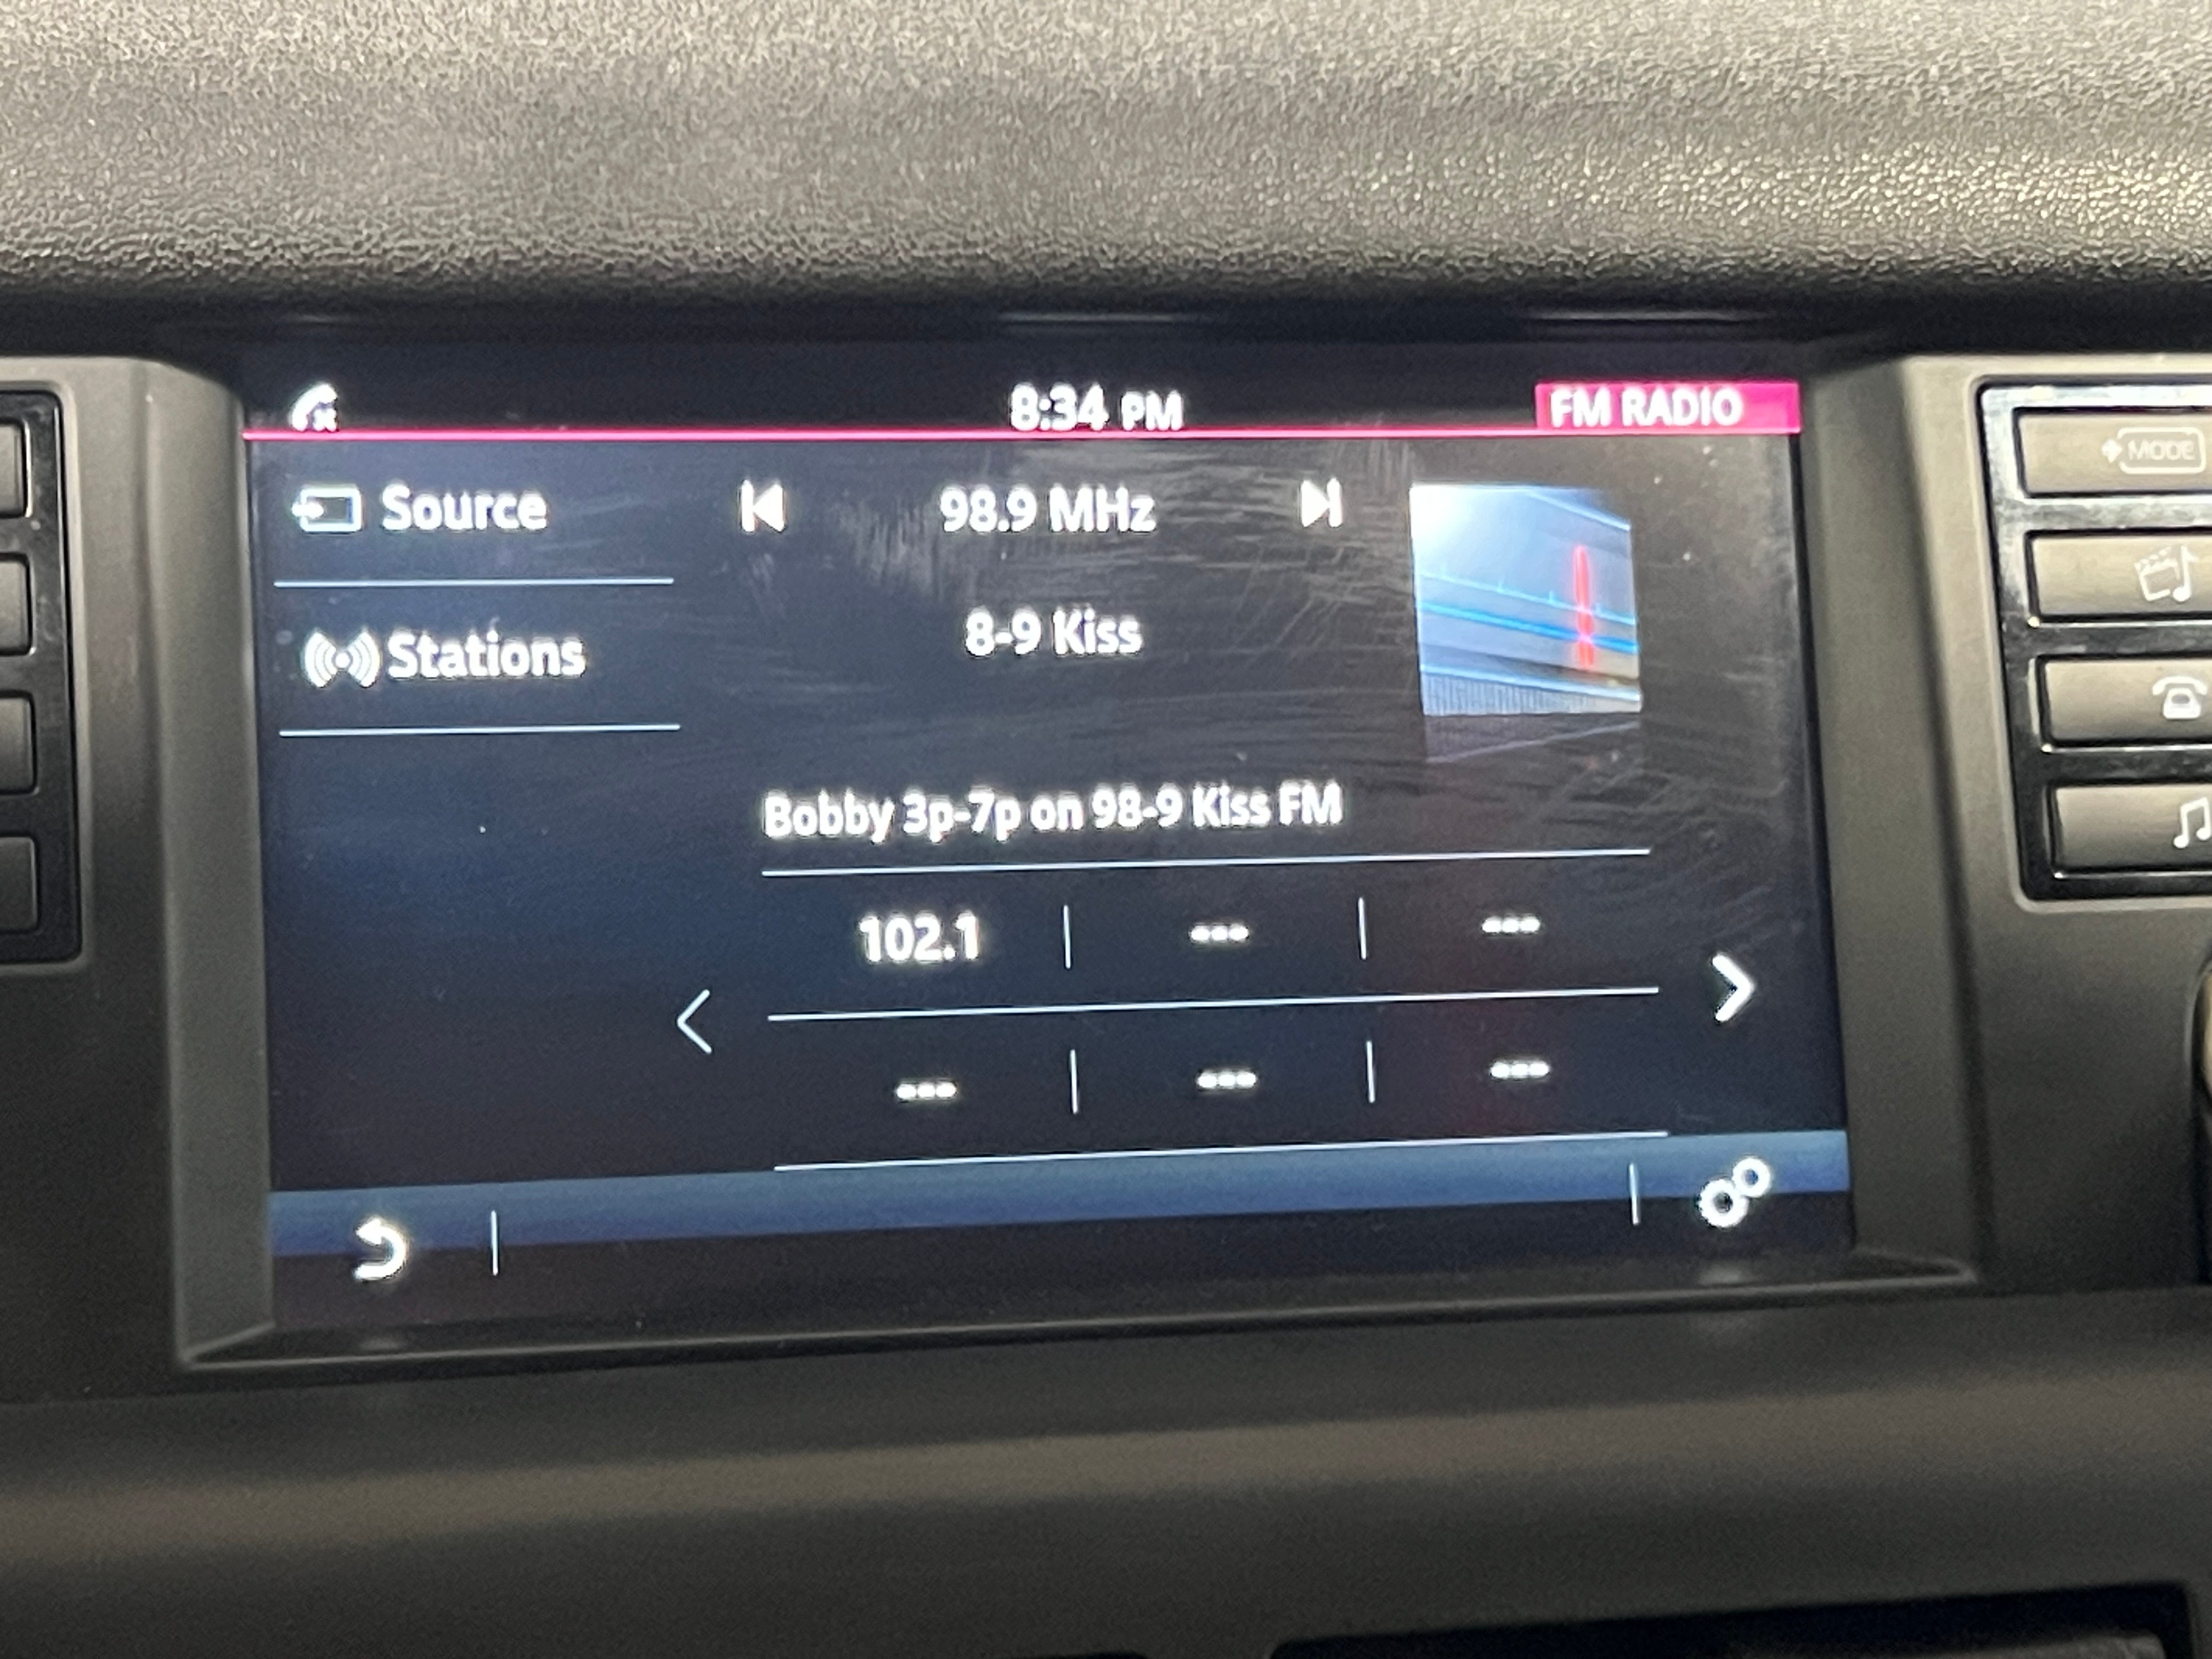 8:34 PM
FM RADIO
Source
98.9 MHz
MODE
Stations
8-9 Kiss
Bobby 3p-7p on 98-9 Kiss FM
102.1
---
---
---
---
---